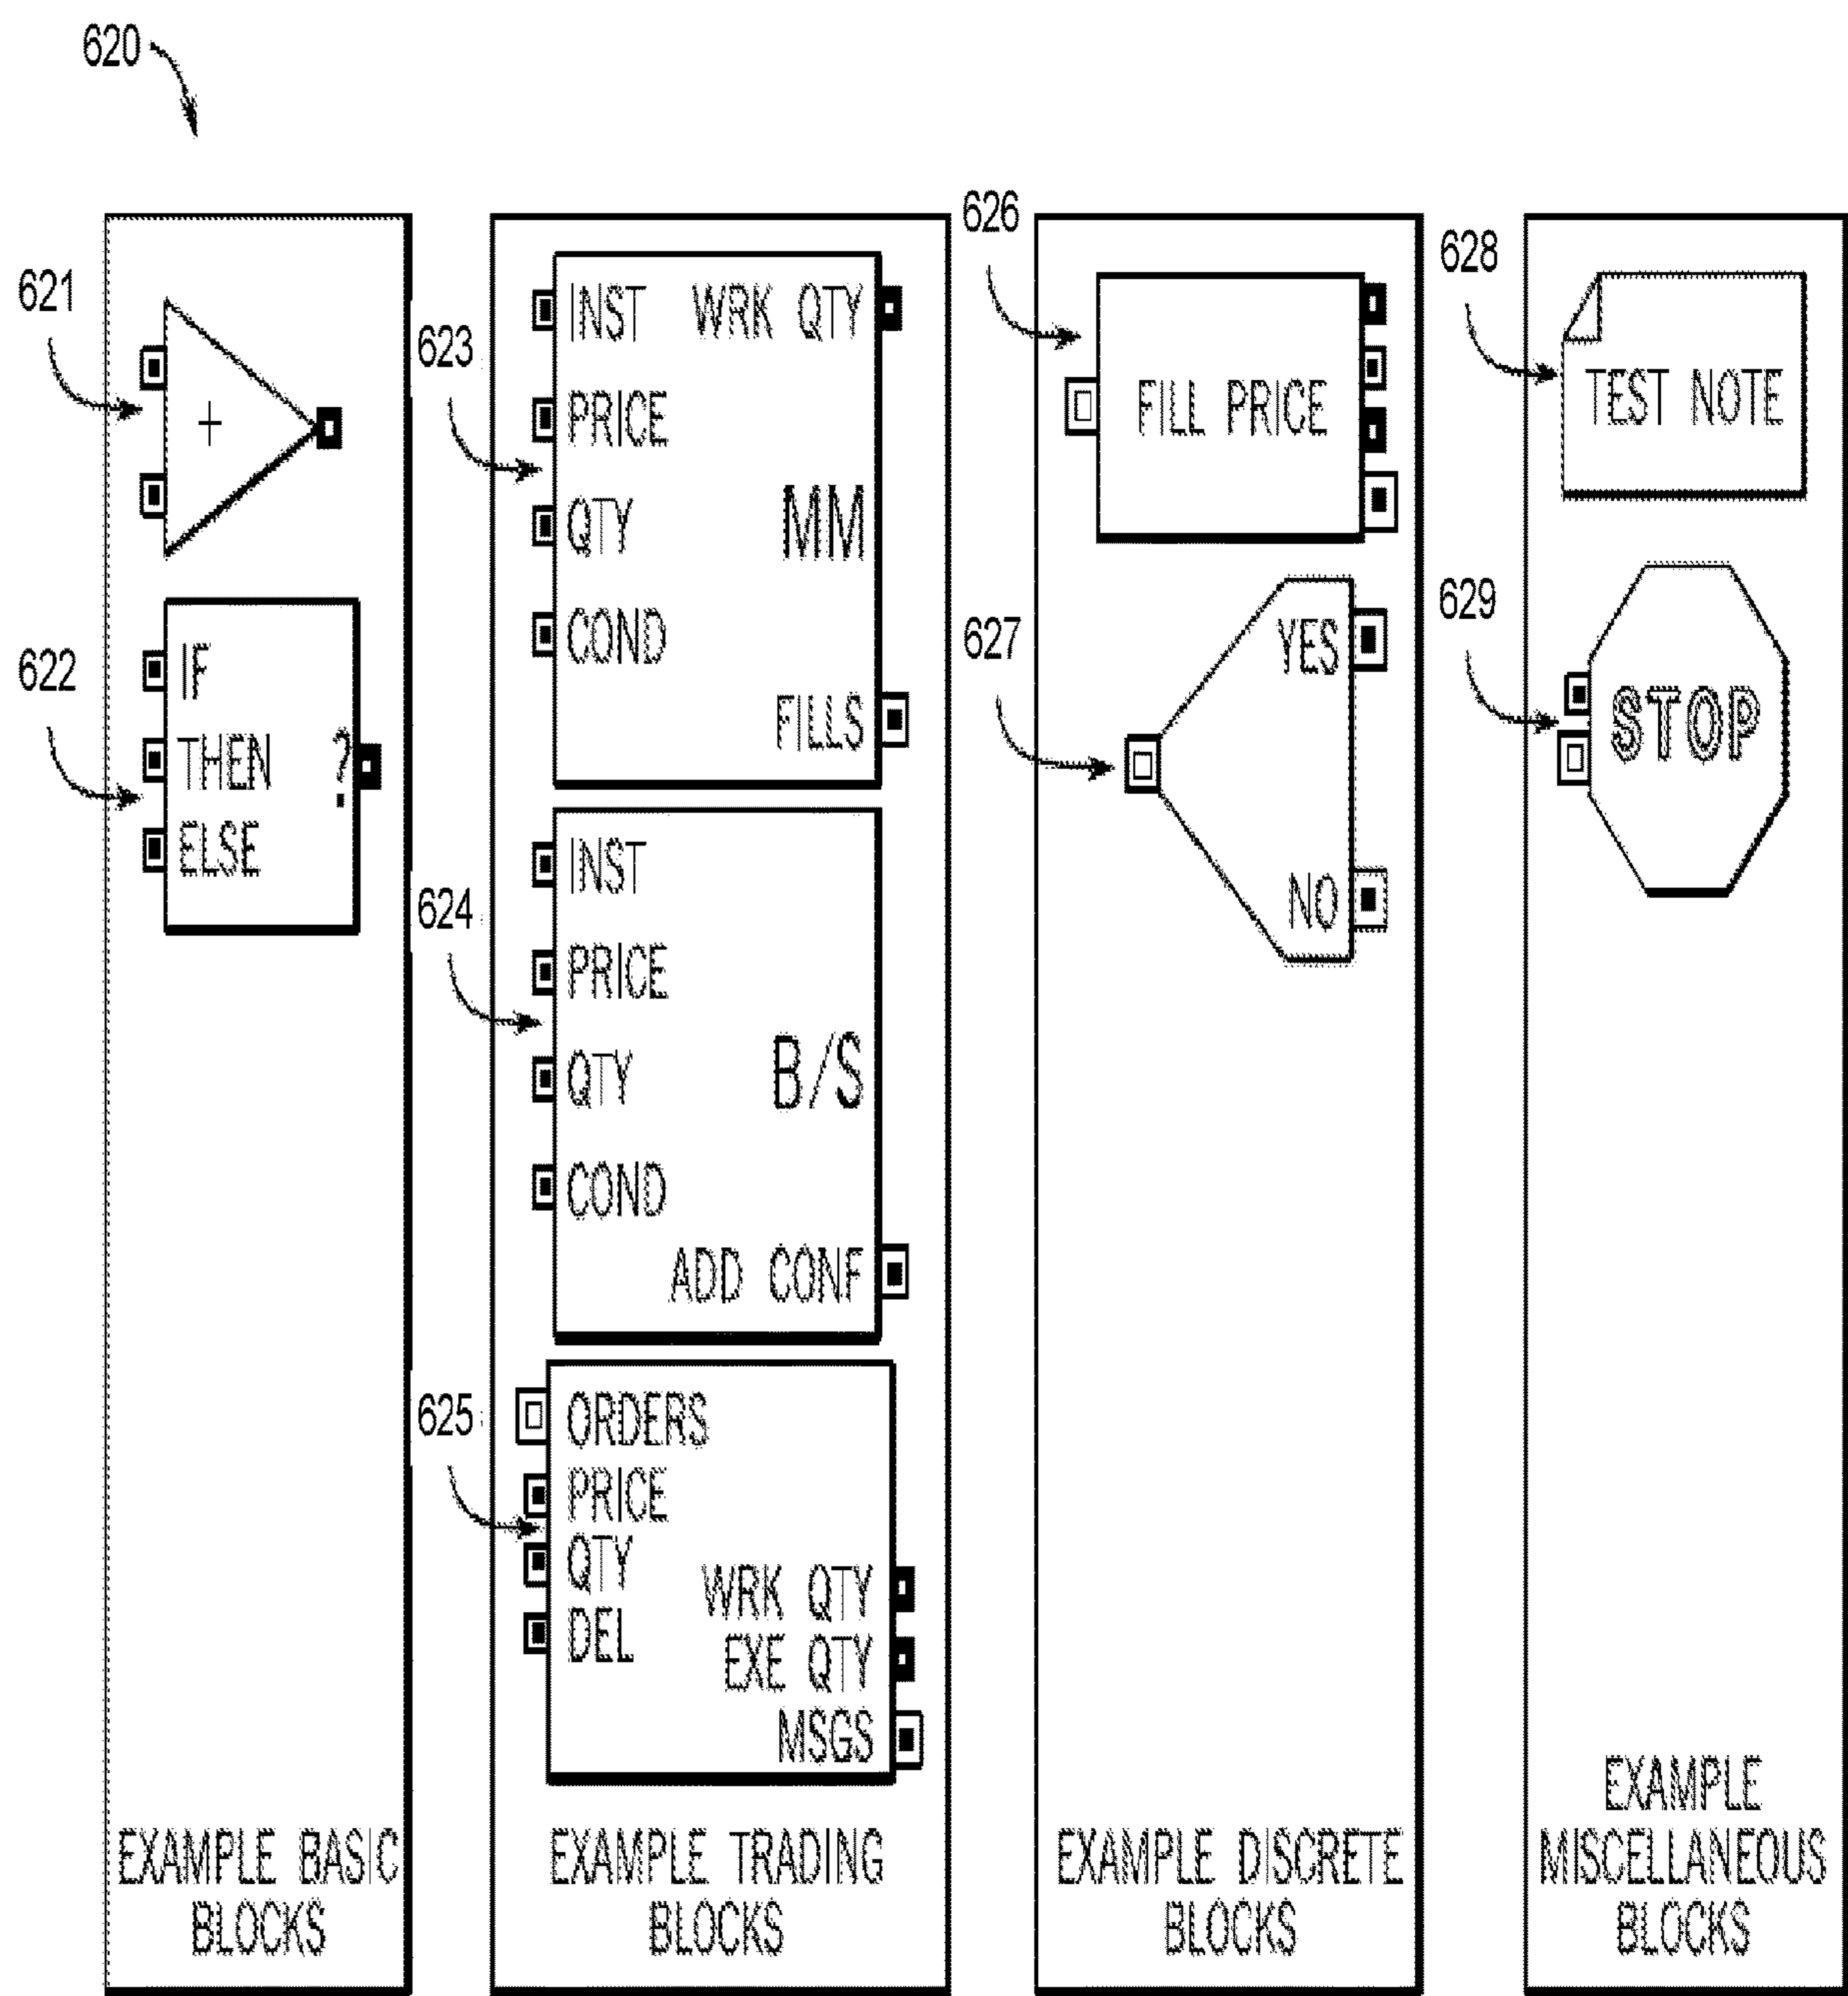 620
621
+
622
IF
THEN ?
ELSE
EXAMPLE BASIC
BLOCKS
623
INST WRK QTY
PRICE
QTY MM
COND
FILLS
624
INST
PRICE
B/S
QTY
COND
ADD CONF
625
ORDERS
PRICE
QTY
WRK QTY
DEL
EXE QTY
MSGS
EXAMPLE TRADING
BLOCKS
626
FILL PRICE
627
YES
NO
EXAMPLE DISCRETE
BLOCKS
628
TEST NOTE
629
STOP
EXAMPLE
MISCELLANEOUS
BLOCKS